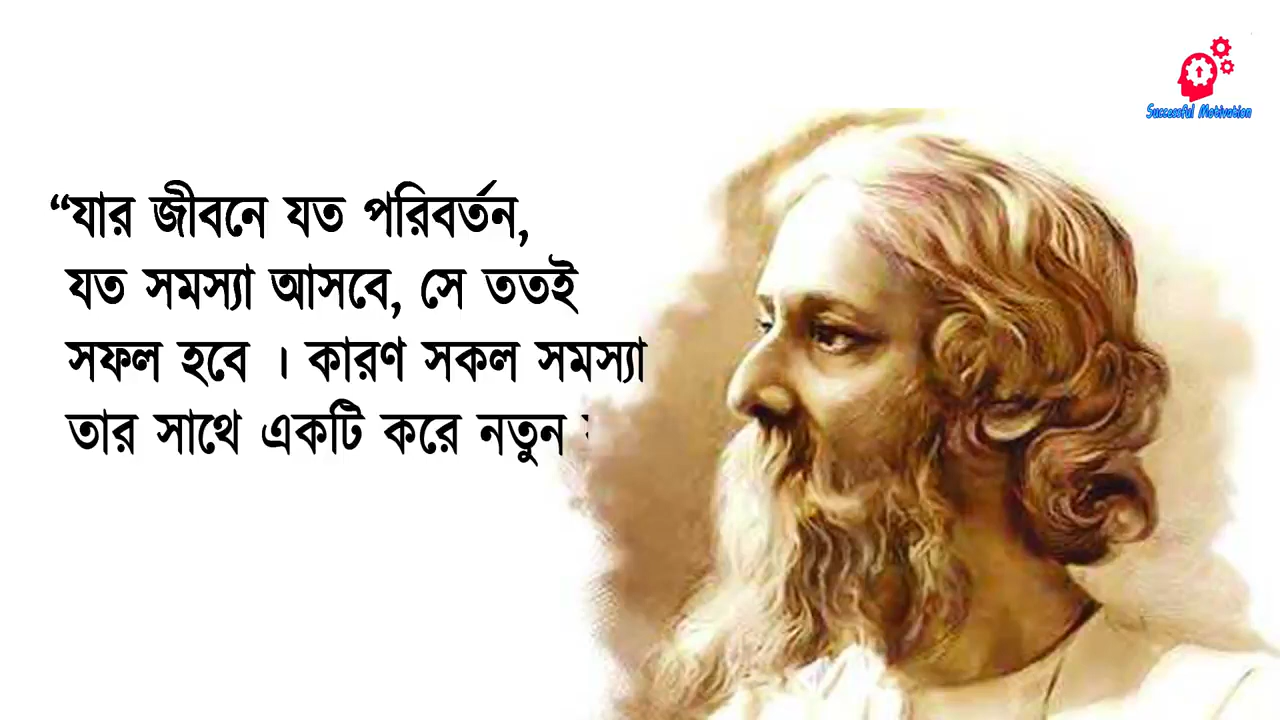 Successful Motivation
“যার জীবনে যত পরিবর্তন,
যত সমস্যা আসবে, সে ততই
সফল হবে । কারণ সকল সমস্যা
তার সাথে একটি করে নতুন